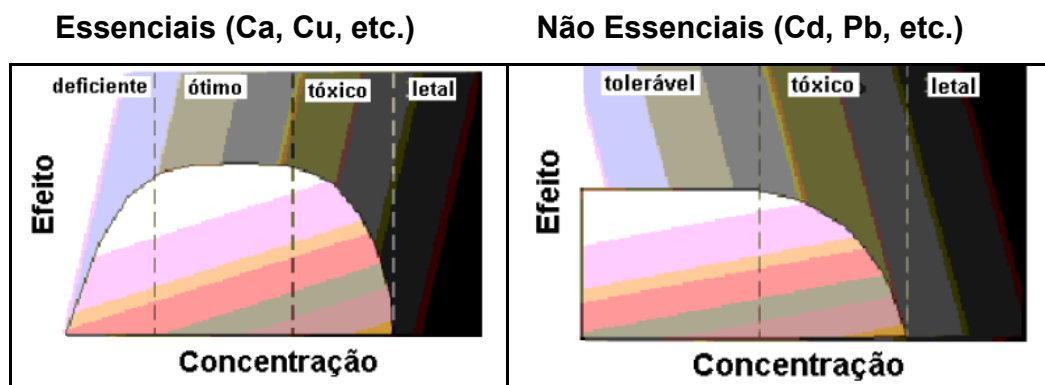 Essenciais (Ca, Cu, etc.)
Não Essenciais (Cd, Pb, etc.)
deficiente
ótimo
tóxico
letal
Efeito
Concentração
tolerável
tóxico
letal
Efeito
Concentração